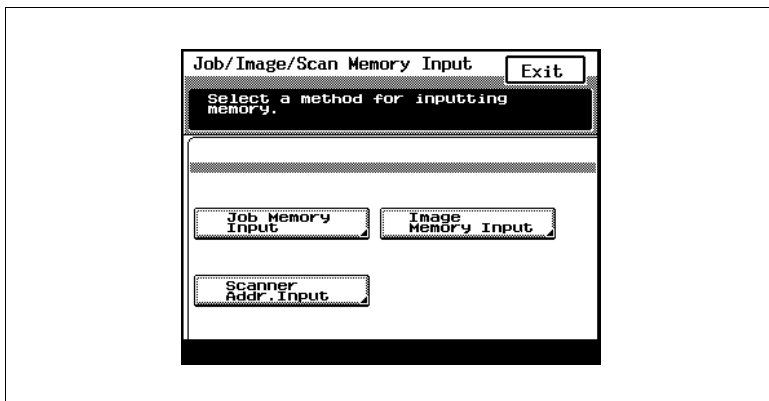 Job/Image/Scan Memory Input
Exit
Select a method for inputting
memory.
Job Memory
Input
Image
Memory Input
Scanner
Addr.Input